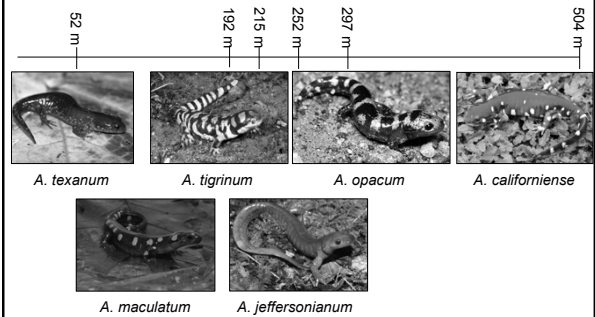 52 m
192 m
215 m
252 m
297 m
504 m
A. texanum
A. tigrinum
A. opacum
A. californiense
A. maculatum
A. jeffersonianum